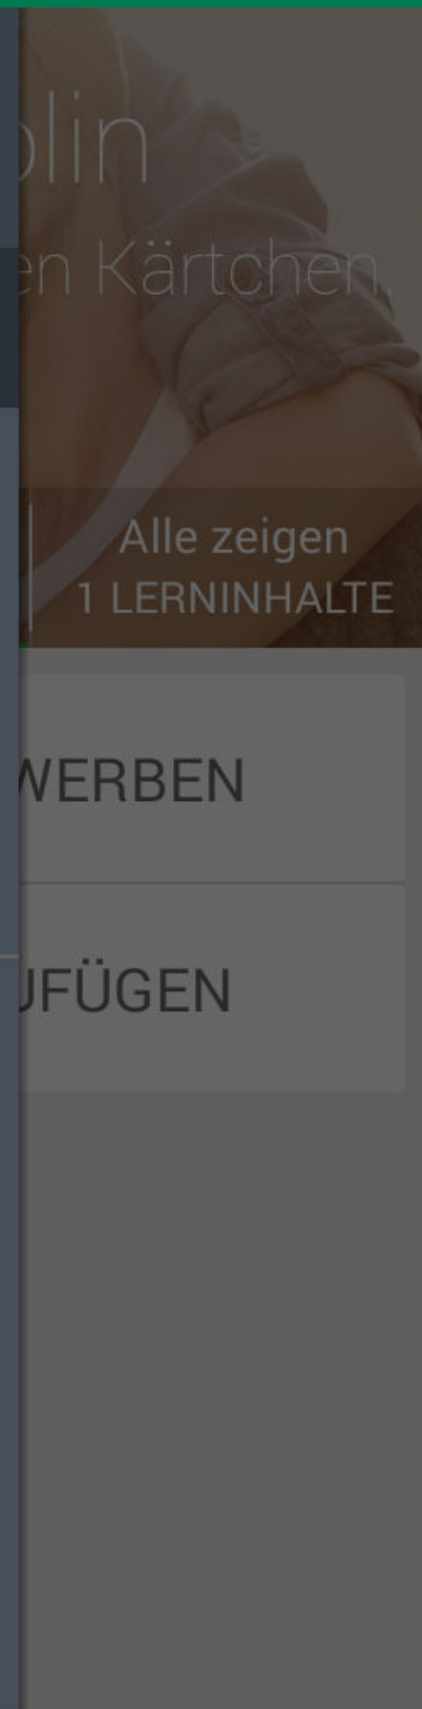 olin
en Kärtchen.
Alle zeigen
1 LERNINHALTE
WERBEN
UFÜGEN